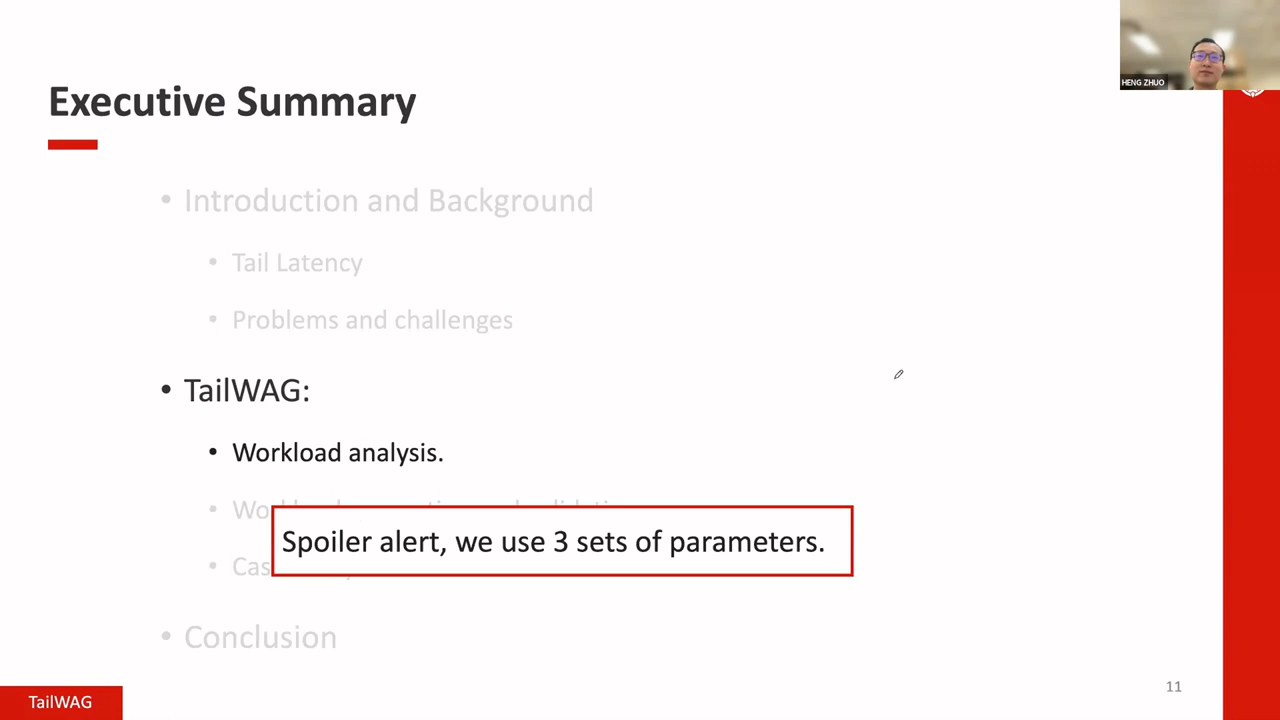 HENG ZHUO
Executive Summary
• Introduction and Background
• Tail Latency
• Problems and challenges
• TailWAG:
• Workload analysis.
Spoiler alert, we use 3 sets of parameters.
• Conclusion
TailWAG
11